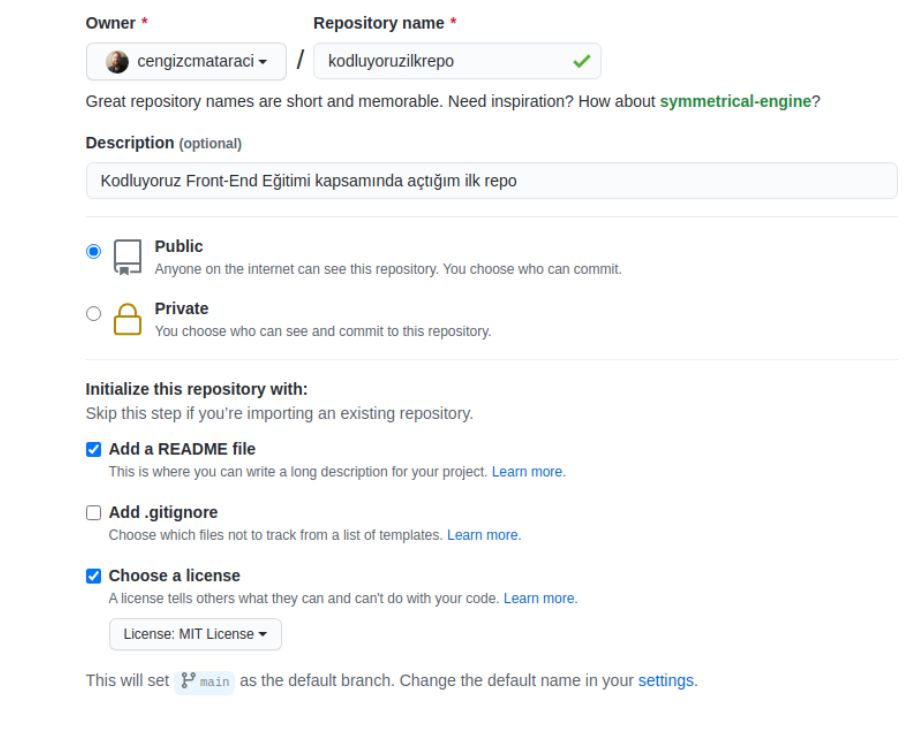 Owner * Repository name *
cengizcmataraci / kodluyoruzilkrepo
Great repository names are short and memorable. Need inspiration? How about symmetrical-engine?
Description (optional)
Kodluyoruz Front-End Eğitimi kapsamında açtığım ilk repo
Public
Anyone on the internet can see this repository. You choose who can commit.
Private
You choose who can see and commit to this repository.
Initialize this repository with:
Skip this step if you’re importing an existing repository.
Add a README file
This is where you can write a long description for your project. Learn more.
Add .gitignore
Choose which files not to track from a list of templates. Learn more.
Choose a license
A license tells others what they can and can't do with your code. Learn more.
License: MIT License
This will set main as the default branch. Change the default name in your settings.